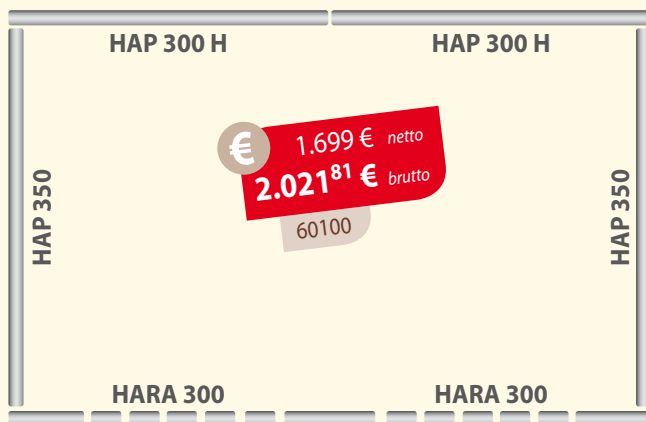 HAP 300 H HAP 300 H
€ 1.699 € netto
2.021⁸¹ € brutto
60100
HAP 350
HAP 350
HARA 300 HARA 300